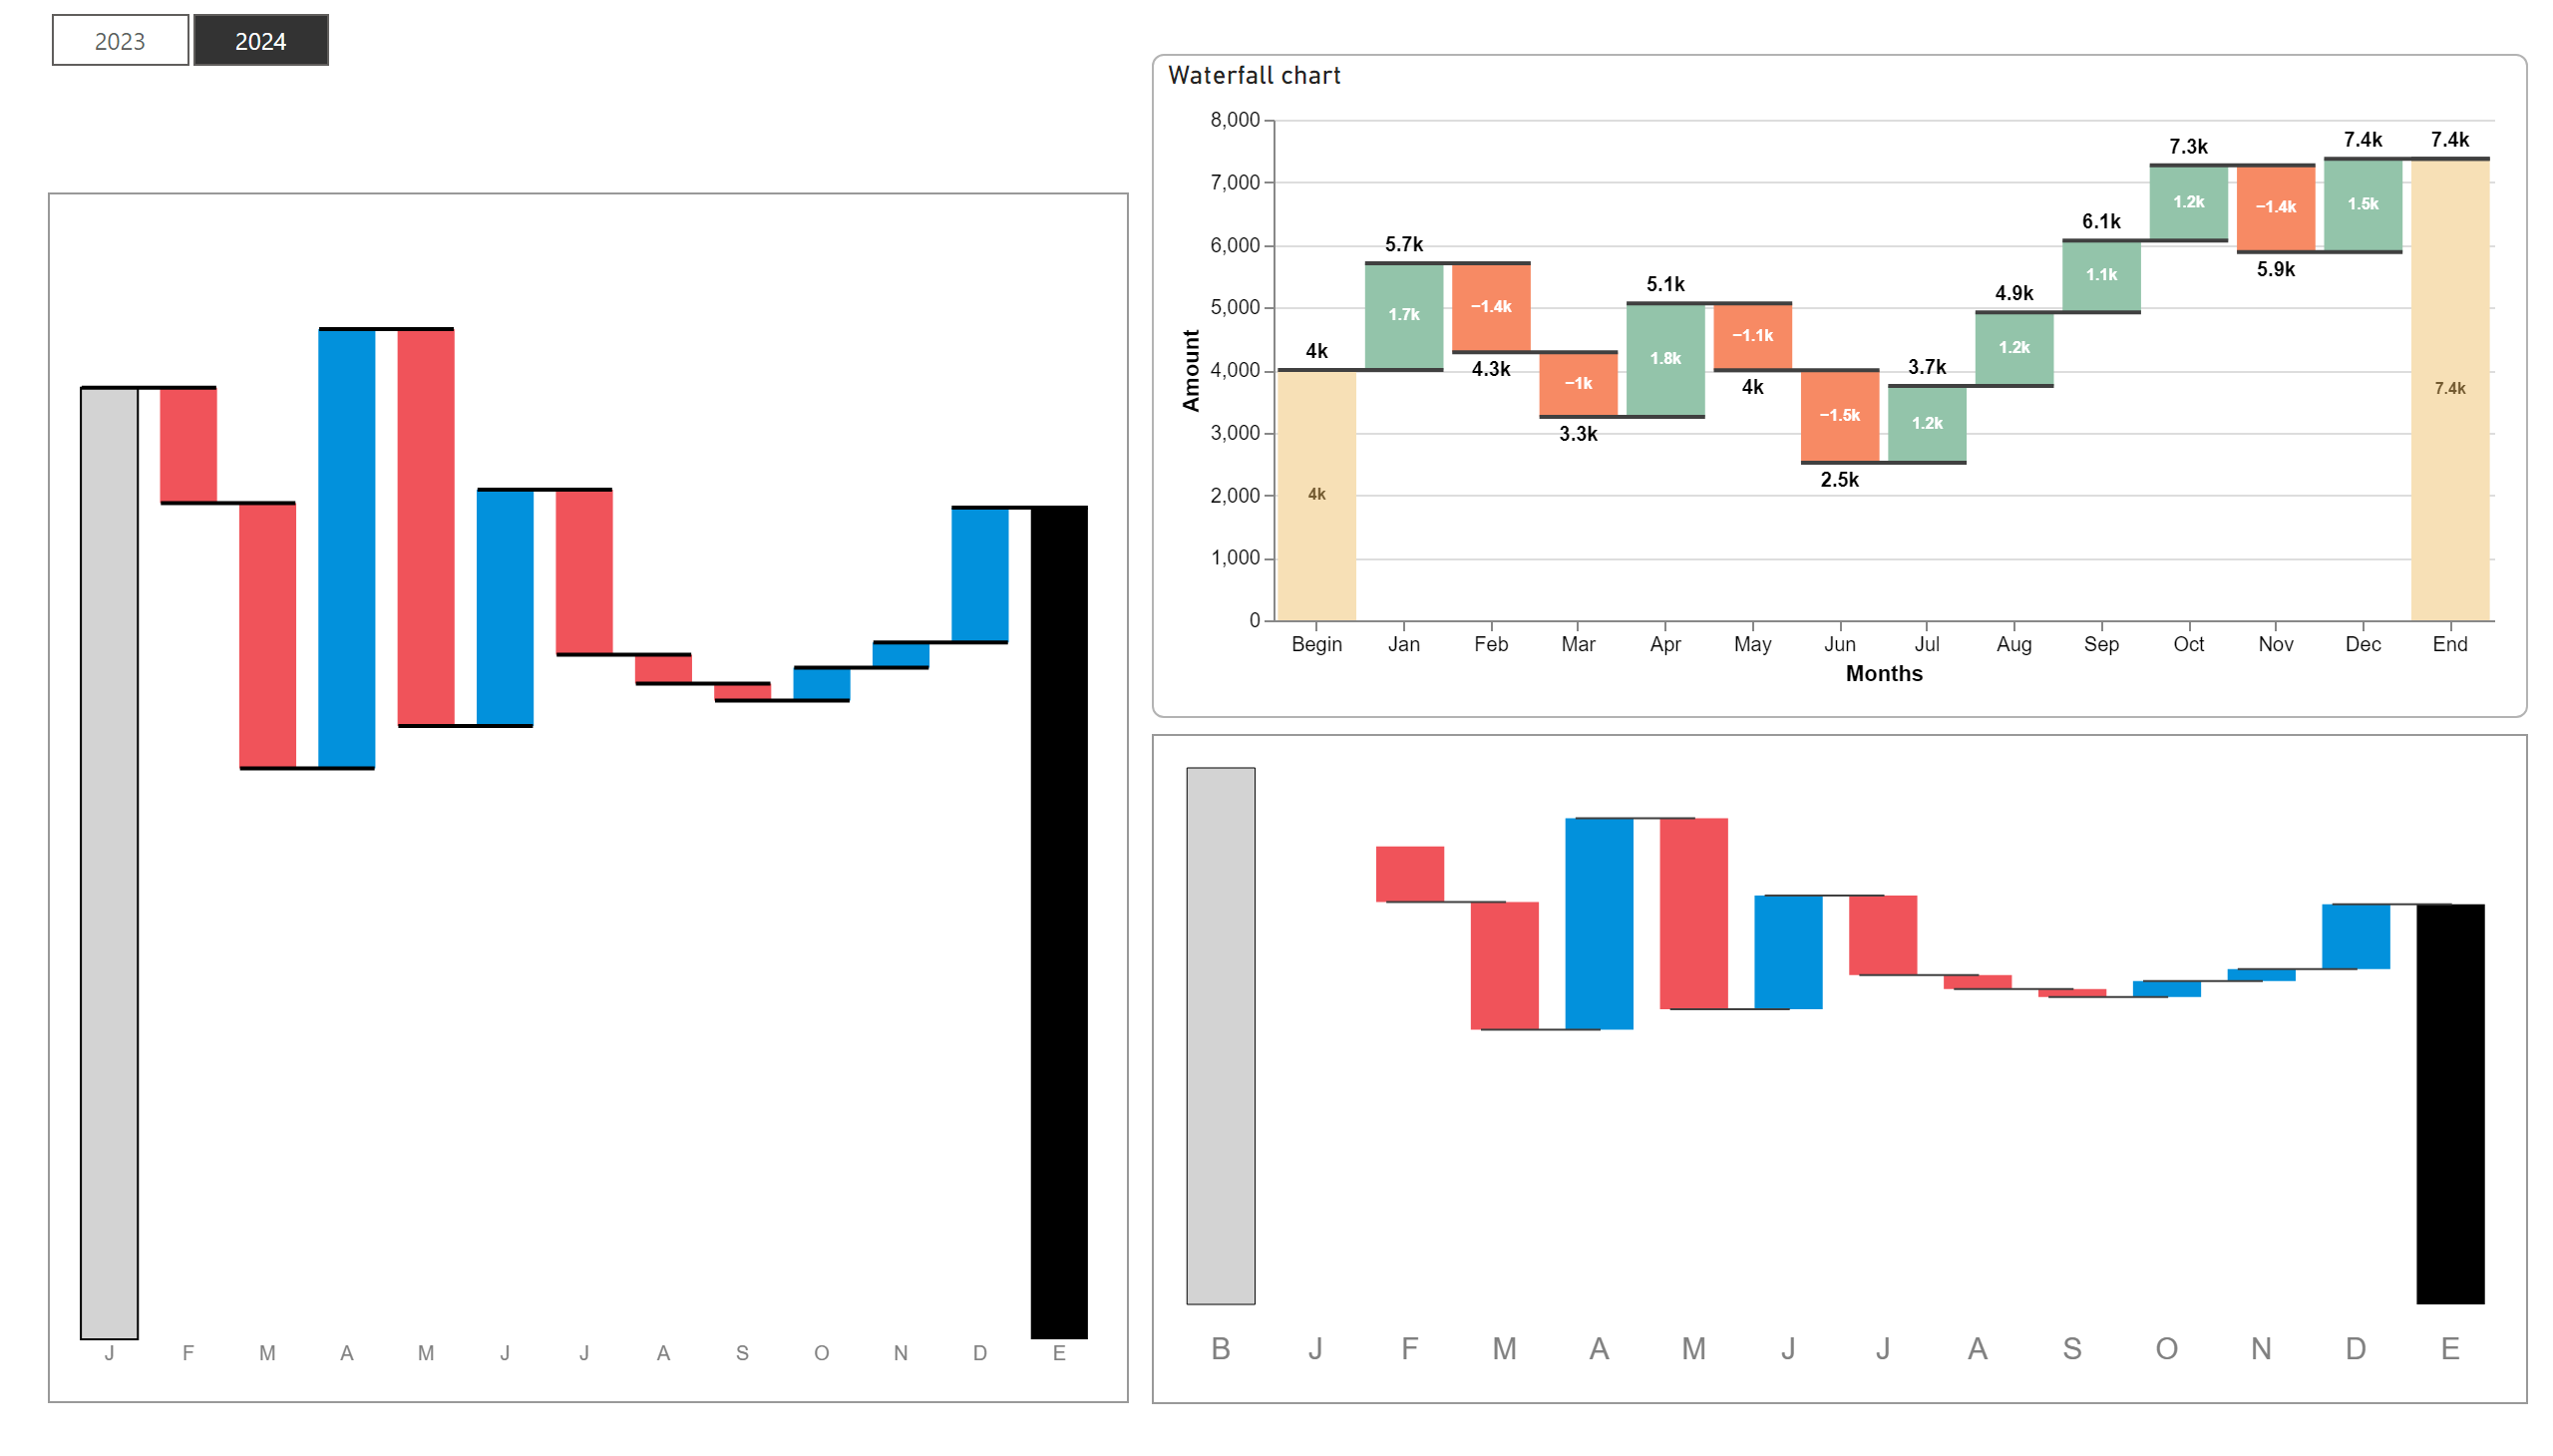 2023 2024
J F M A M J J A S O N D E
Waterfall chart
Amount
8,000
7,000
6,000
5,000
4,000
3,000
2,000
1,000
0
4k 5.7k 4.3k 3.3k 5.1k 4k 2.5k 3.7k 4.9k 6.1k 7.3k 5.9k 7.4k 7.4k
4k 1.7k −1.4k −1k 1.8k −1.1k −1.5k 1.2k 1.2k 1.1k 1.2k −1.4k 1.5k 7.4k
Begin Jan Feb Mar Apr May Jun Jul Aug Sep Oct Nov Dec End
Months
B J F M A M J J A S O N D E